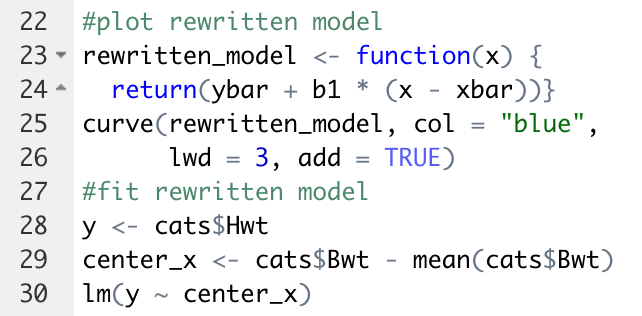 22 #plot rewritten model
23 rewritten_model <- function(x) {
24   return(ybar + b1 * (x - xbar))}
25 curve(rewritten_model, col = "blue",
26       lwd = 3, add = TRUE)
27 #fit rewritten model
28 y <- cats$Hwt
29 center_x <- cats$Bwt - mean(cats$Bwt)
30 lm(y ~ center_x)